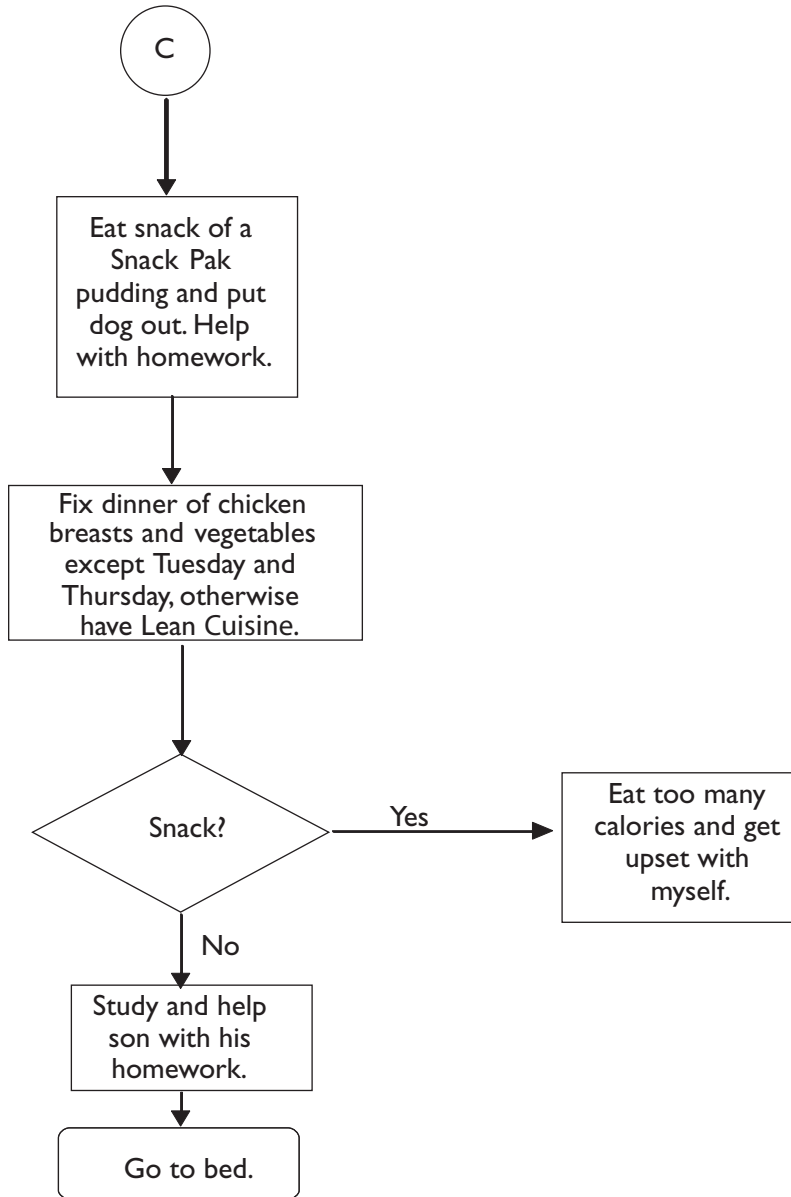 C
Eat snack of a
Snack Pak
pudding and put
dog out. Help
with homework.
Fix dinner of chicken
breasts and vegetables
except Tuesday and
Thursday, otherwise
have Lean Cuisine.
Snack?
Yes
Eat too many
calories and get
upset with
myself.
No
Study and help
son with his
homework.
Go to bed.